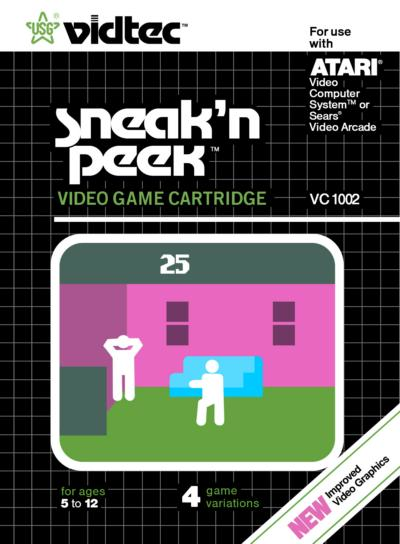 USG® vidtec™
For use
with
ATARI®
Video
Computer
System™ or
Sears®
Video Arcade
sneak'n
peek™
VIDEO GAME CARTRIDGE
VC 1002
25
for ages
5 to 12
4 game
variations
NEW Improved
Video Graphics